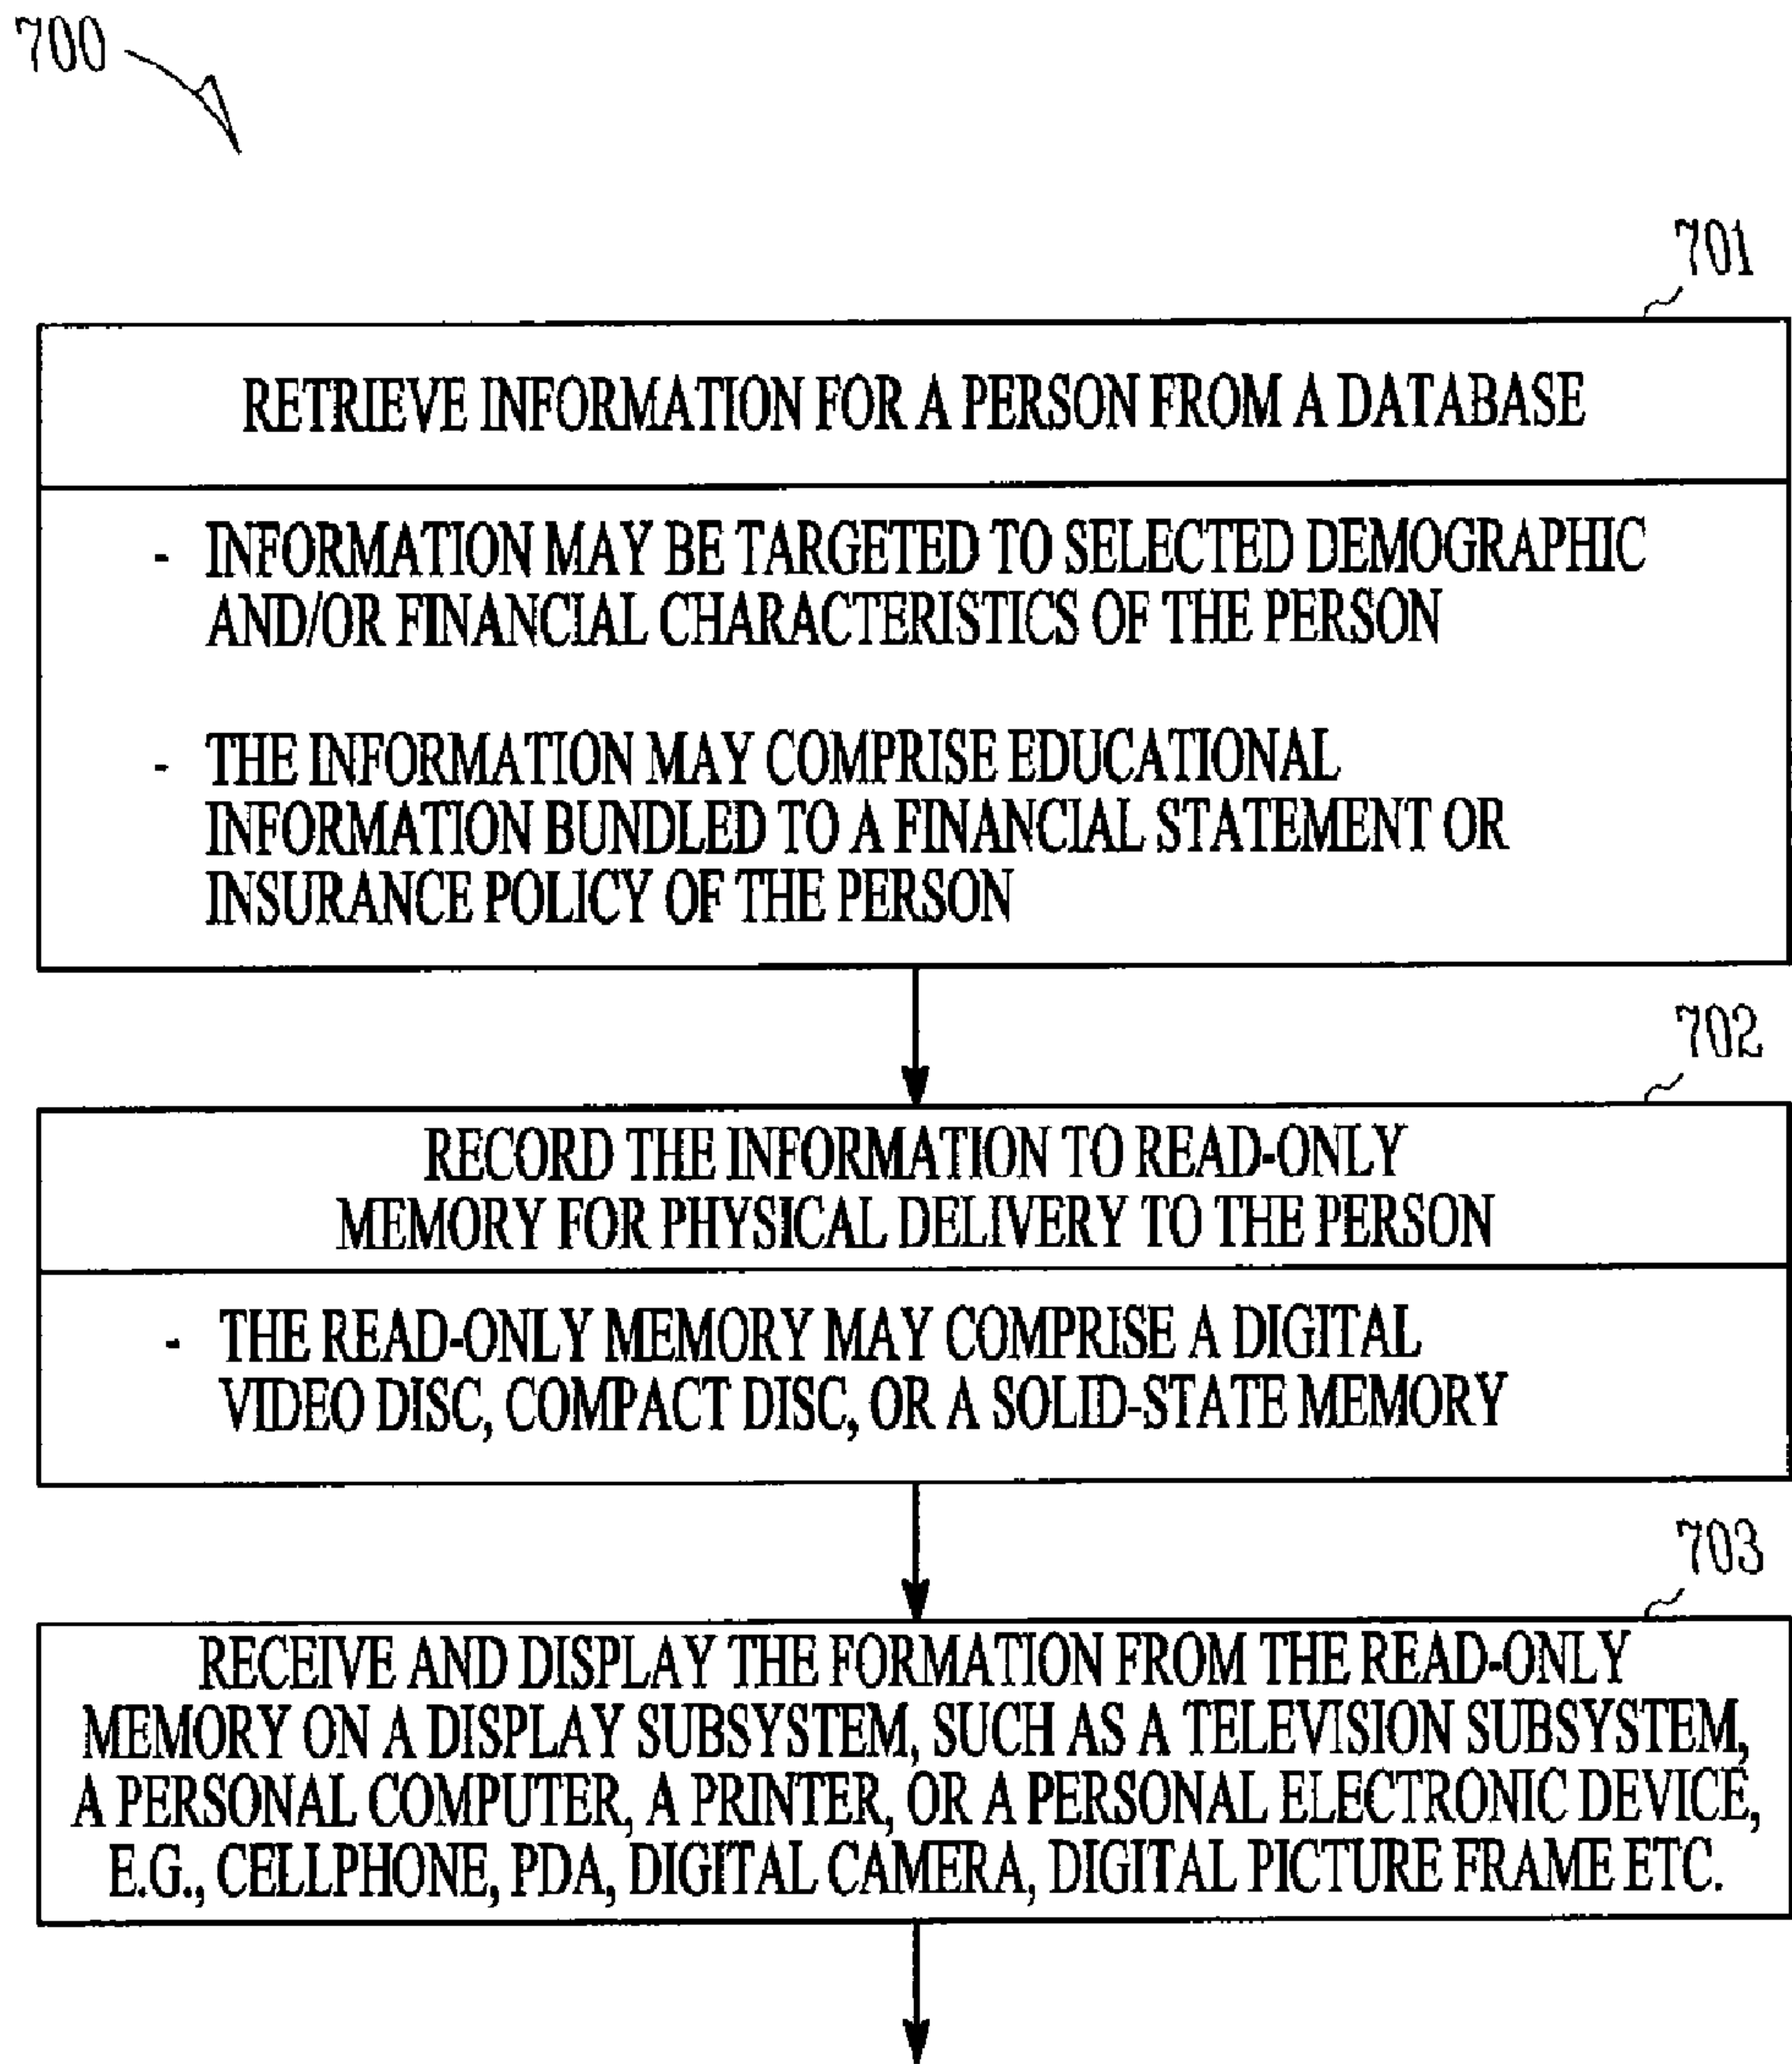 700
701
RETRIEVE INFORMATION FOR A PERSON FROM A DATABASE
- INFORMATION MAY BE TARGETED TO SELECTED DEMOGRAPHIC
AND/OR FINANCIAL CHARACTERISTICS OF THE PERSON
- THE INFORMATION MAY COMPRISE EDUCATIONAL
INFORMATION BUNDLED TO A FINANCIAL STATEMENT OR
INSURANCE POLICY OF THE PERSON
702
RECORD THE INFORMATION TO READ-ONLY
MEMORY FOR PHYSICAL DELIVERY TO THE PERSON
- THE READ-ONLY MEMORY MAY COMPRISE A DIGITAL
VIDEO DISC, COMPACT DISC, OR A SOLID-STATE MEMORY
703
RECEIVE AND DISPLAY THE FORMATION FROM THE READ-ONLY
MEMORY ON A DISPLAY SUBSYSTEM, SUCH AS A TELEVISION SUBSYSTEM,
A PERSONAL COMPUTER, A PRINTER, OR A PERSONAL ELECTRONIC DEVICE,
E.G., CELLPHONE, PDA, DIGITAL CAMERA, DIGITAL PICTURE FRAME ETC.